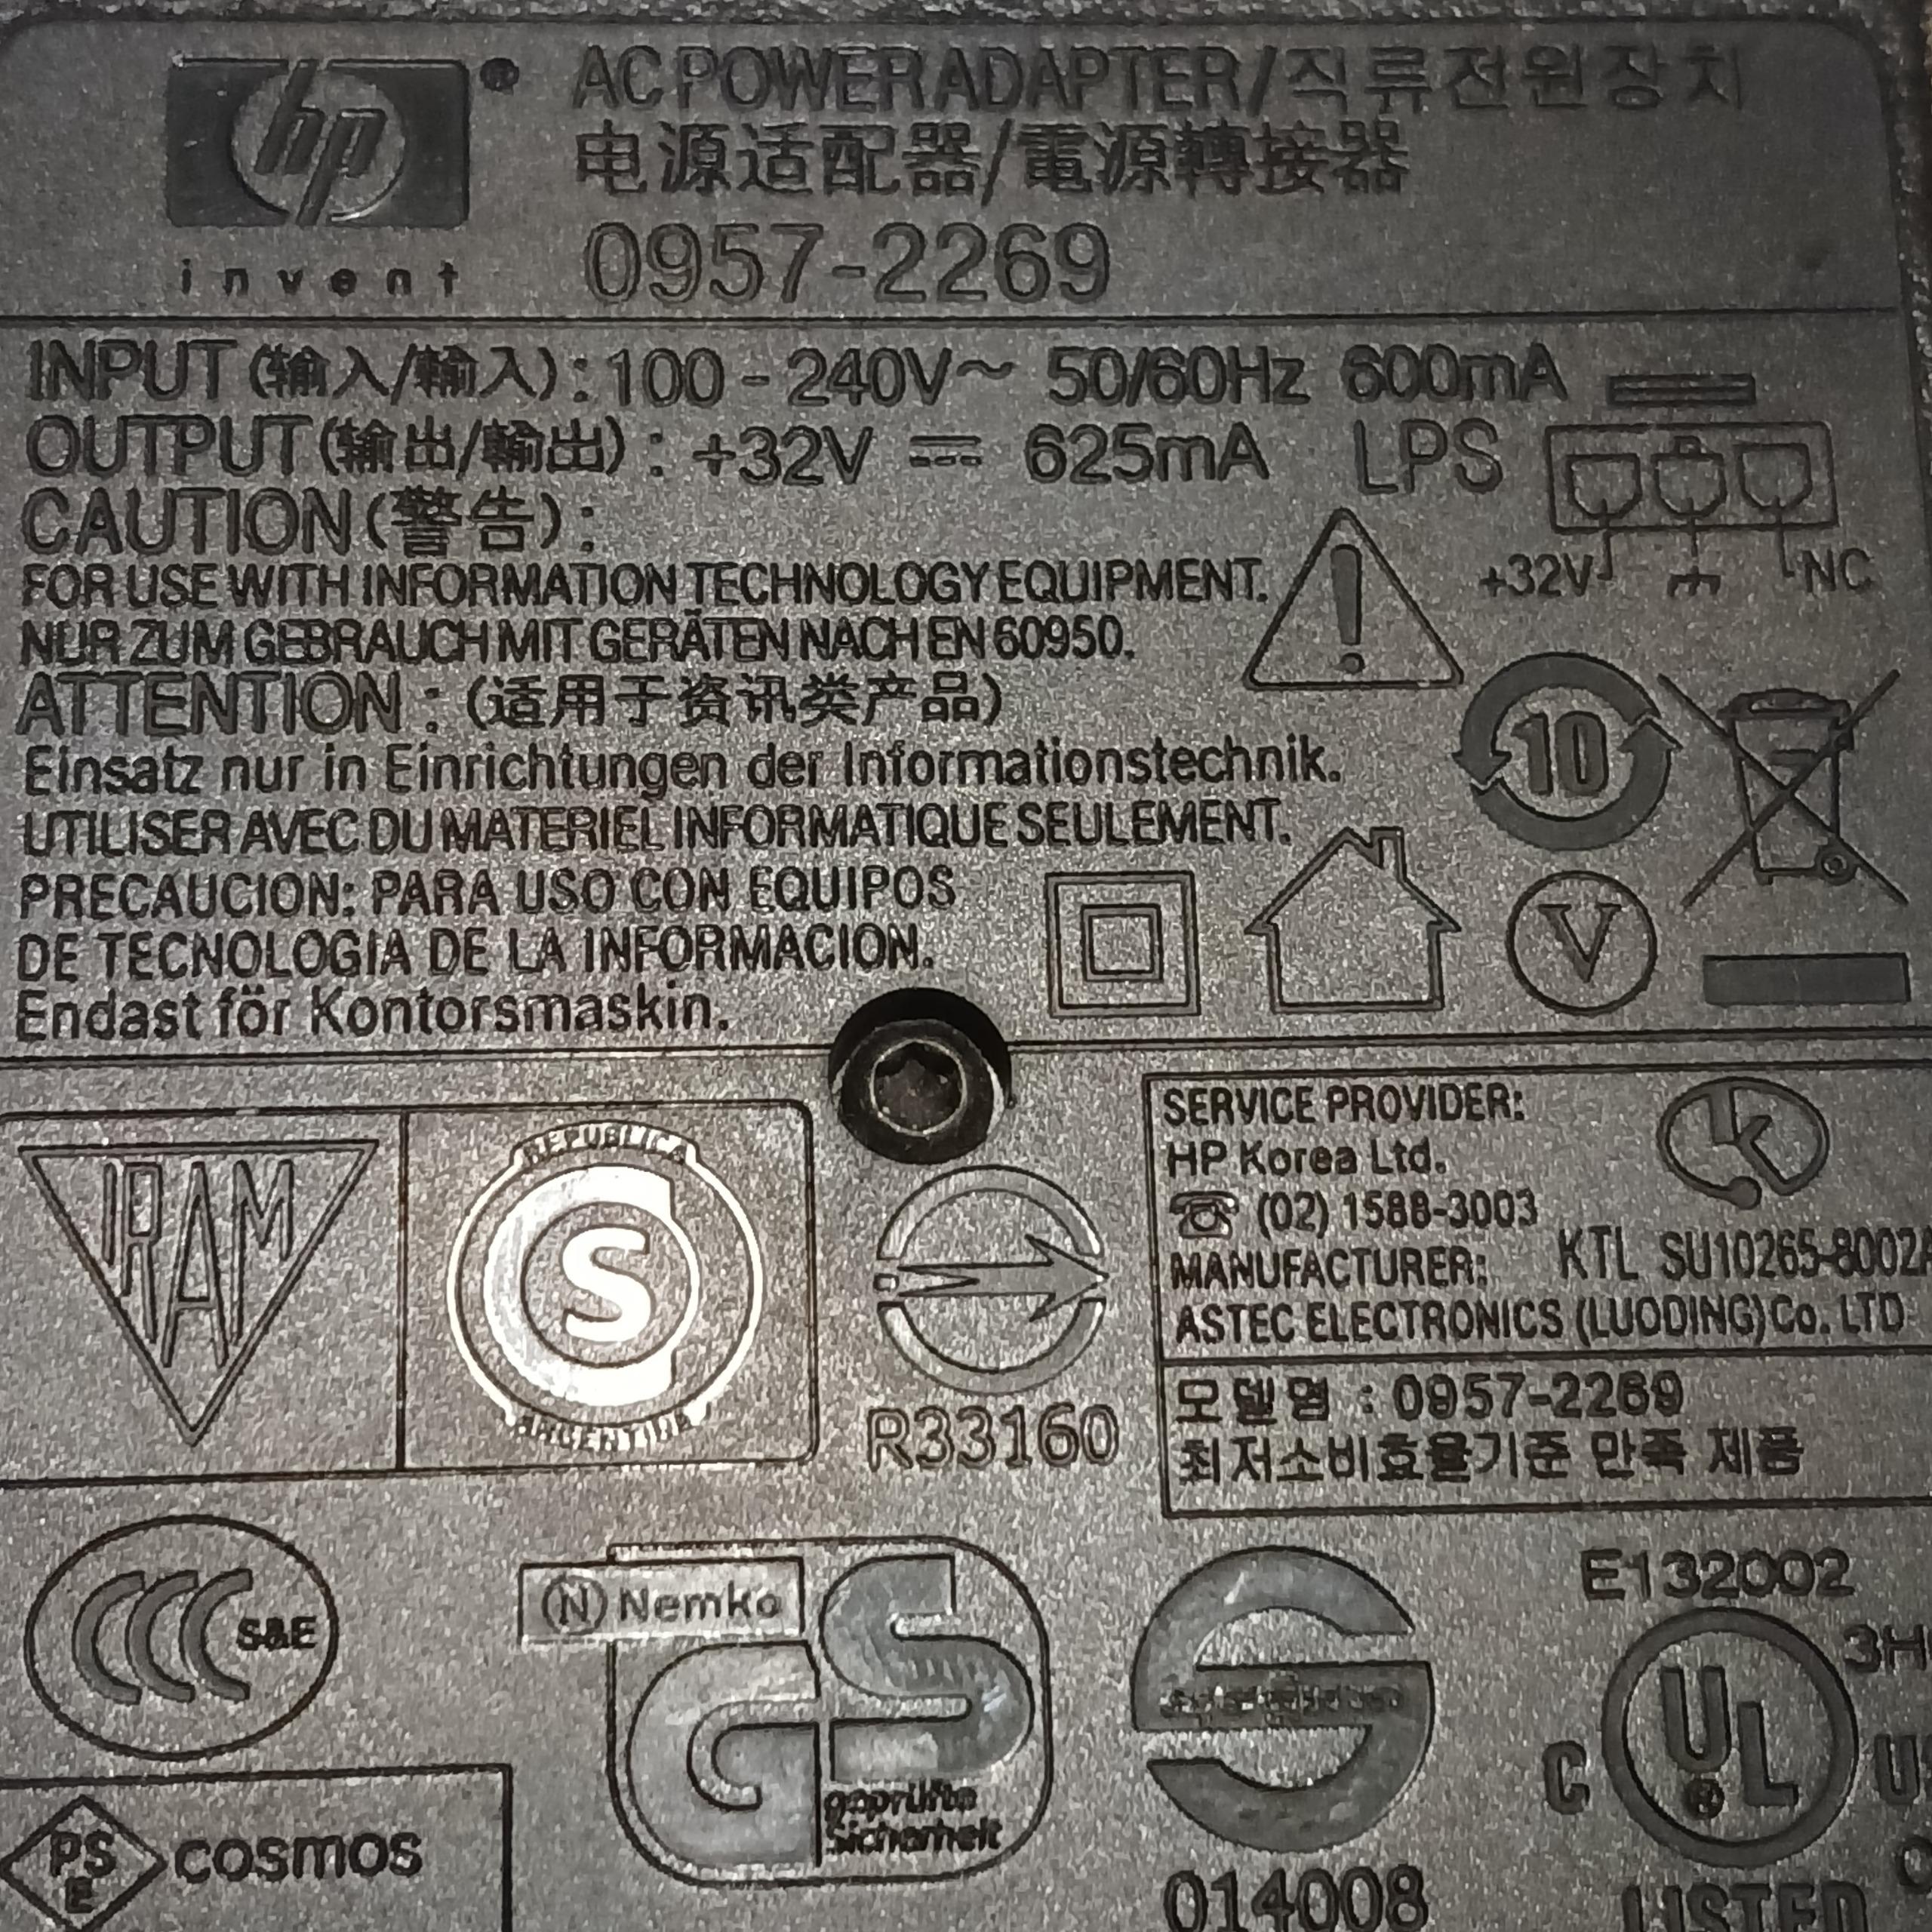 hp ®
invent
AC POWER ADAPTER/직류전원장치
电源适配器/電源轉接器
0957-2269
INPUT (输入/輸入) : 100 - 240V~ 50/60Hz 600mA
OUTPUT (输出/輸出) : +32V ⎓ 625mA LPS
+32V NC
CAUTION (警告) :
FOR USE WITH INFORMATION TECHNOLOGY EQUIPMENT.
NUR ZUM GEBRAUCH MIT GERÄTEN NACH EN 60950.
ATTENTION : (适用于资讯类产品)
Einsatz nur in Einrichtungen der Informationstechnik.
UTILISER AVEC DU MATERIEL INFORMATIQUE SEULEMENT.
PRECAUCION: PARA USO CON EQUIPOS
DE TECNOLOGIA DE LA INFORMACION.
Endast för Kontorsmaskin.
10
V
IRAM
REPUBLICA
S
ARGENTINA
R33160
SERVICE PROVIDER:
HP Korea Ltd.
☏ (02) 1588-3003
MANUFACTURER: KTL SU10265-8002
ASTEC ELECTRONICS (LUODING) Co. LTD
모델명 : 0957-2269
최저소비효율기준 만족 제품
CCC S&E
N Nemko
GS
geprüfte
Sicherheit
014008
E132002
3H
C UL ® U
LISTED
PS
E
COSMOS